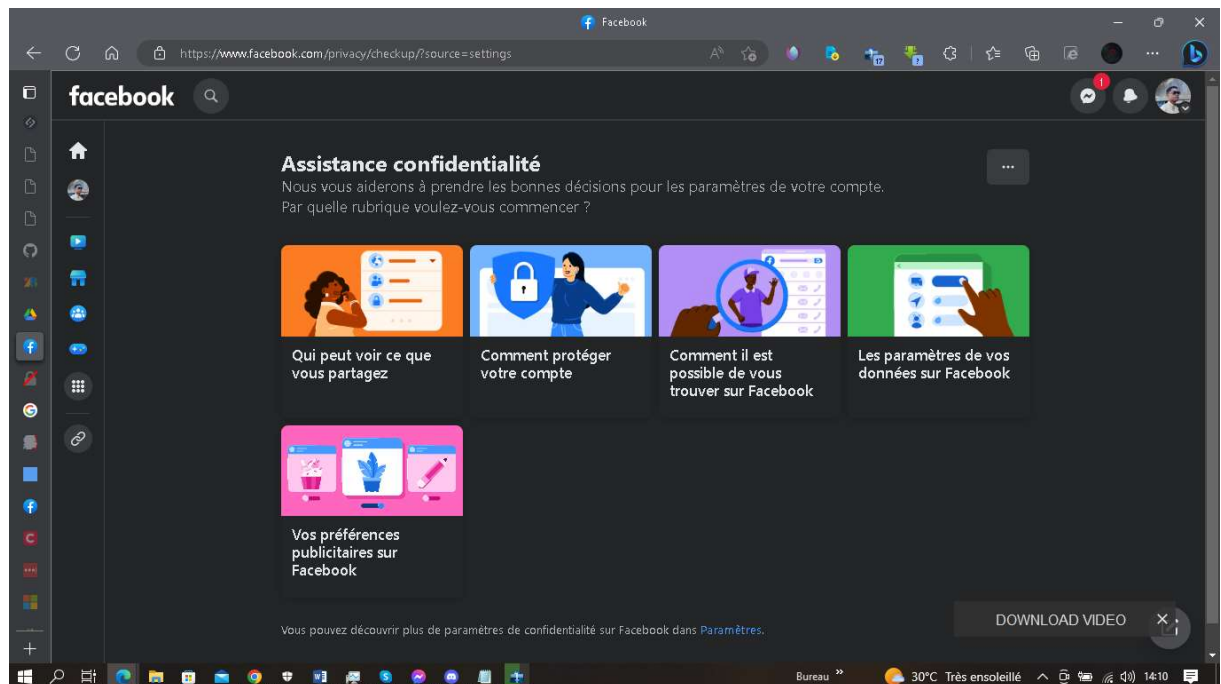 Facebook
https://www.facebook.com/privacy/checkup/?source=settings
17
?
facebook
1
Assistance confidentialité
Nous vous aiderons à prendre les bonnes décisions pour les paramètres de votre compte.
Par quelle rubrique voulez-vous commencer ?
Qui peut voir ce que
vous partagez
Comment protéger
votre compte
Comment il est
possible de vous
trouver sur Facebook
Les paramètres de vos
données sur Facebook
Vos préférences
publicitaires sur
Facebook
Vous pouvez découvrir plus de paramètres de confidentialité sur Facebook dans Paramètres.
DOWNLOAD VIDEO
Bureau
30°C Très ensoleillé
14:10